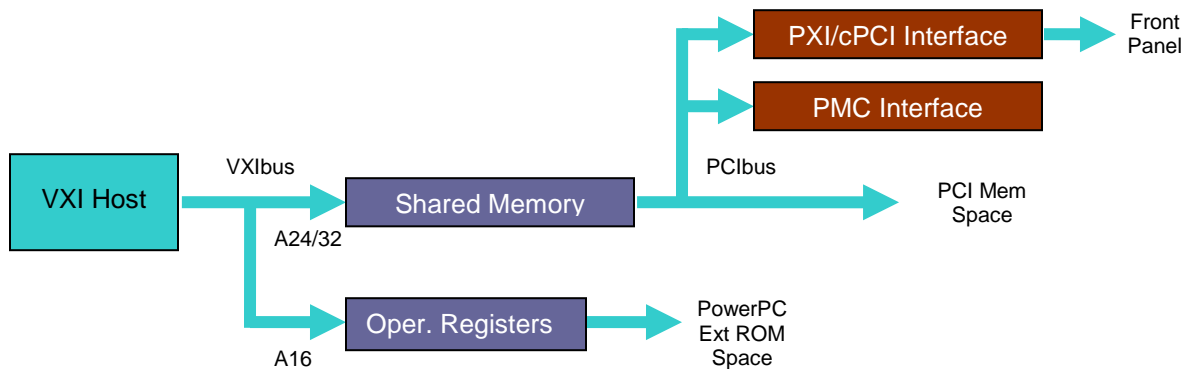 PXI/cPCI Interface
Front
Panel
PMC Interface
VXI Host
VXIbus
PCIbus
Shared Memory
PCI Mem
Space
A24/32
Oper. Registers
PowerPC
Ext ROM
Space
A16